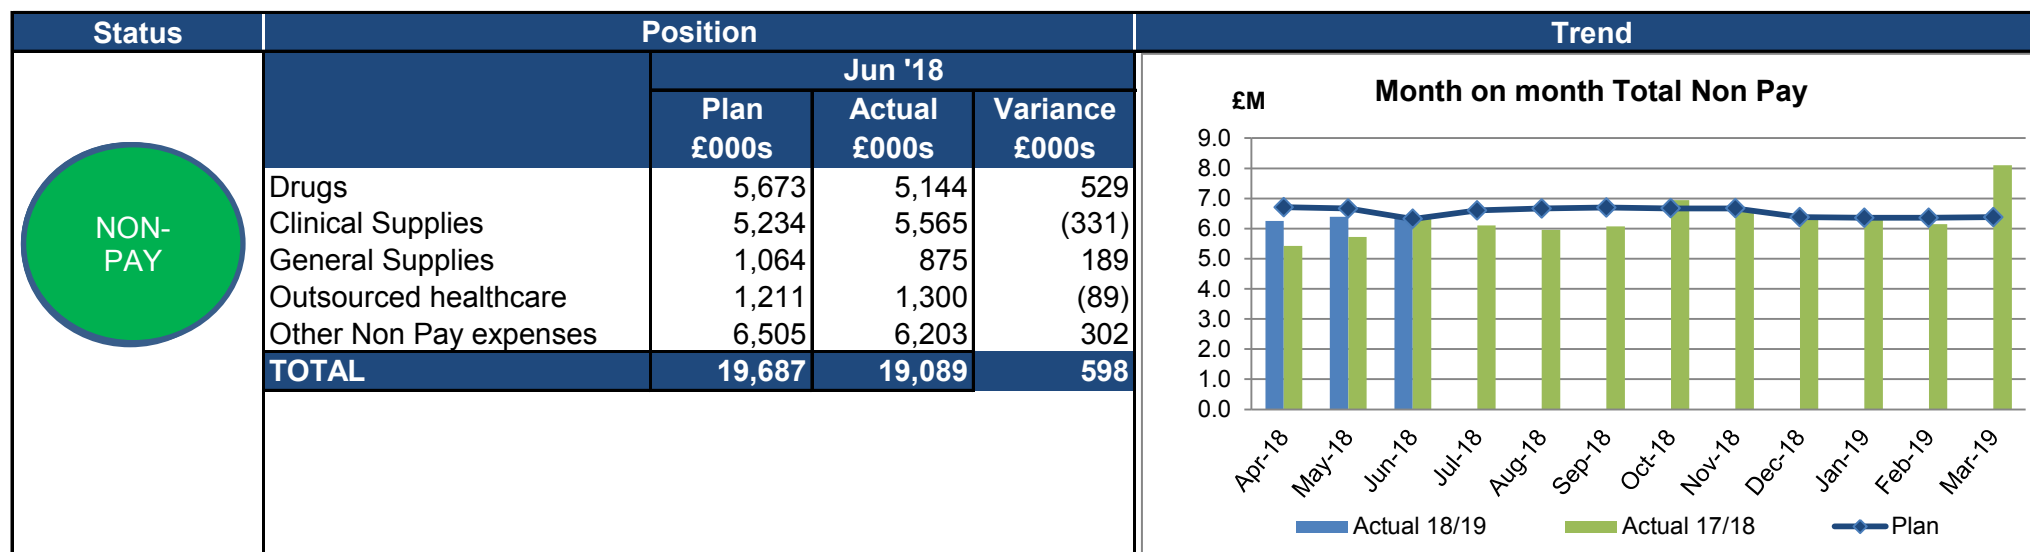 Status Position Trend
NON-
PAY
Jun '18
Plan Actual Variance
£000s £000s £000s
Drugs 5,673 5,144 529
Clinical Supplies 5,234 5,565 (331)
General Supplies 1,064 875 189
Outsourced healthcare 1,211 1,300 (89)
Other Non Pay expenses 6,505 6,203 302
TOTAL 19,687 19,089 598
£M Month on month Total Non Pay
9.0
8.0
7.0
6.0
5.0
4.0
3.0
2.0
1.0
0.0
Apr-18 May-18 Jun-18 Jul-18 Aug-18 Sep-18 Oct-18 Nov-18 Dec-18 Jan-19 Feb-19 Mar-19
Actual 18/19 Actual 17/18 Plan